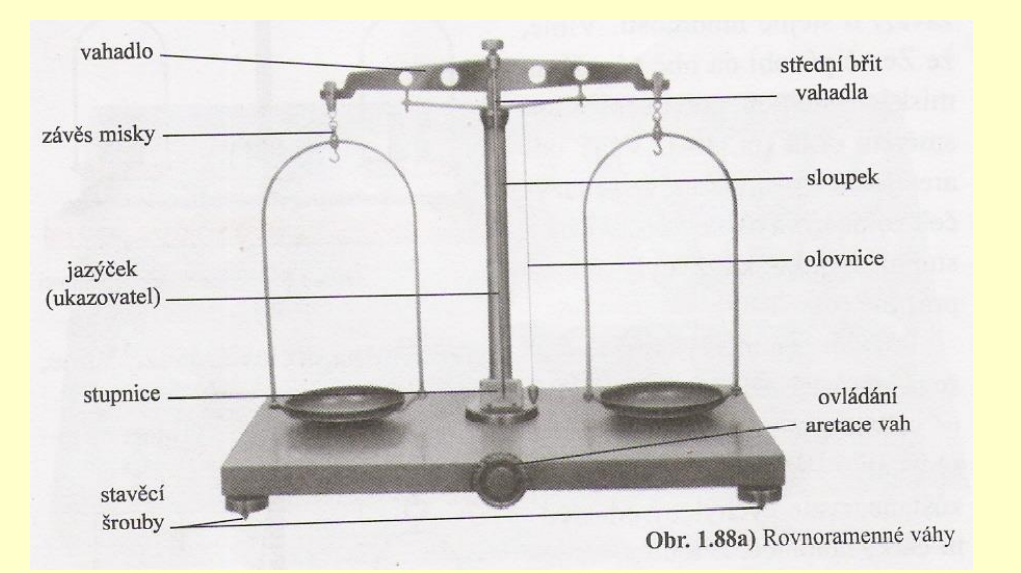 vahadlo
střední břit
vahadla
závěs misky
sloupek
jazýček
(ukazovatel)
olovnice
stupnice
ovládání
aretace vah
stavěcí
šrouby
Obr. 1.88a) Rovnoramenné váhy